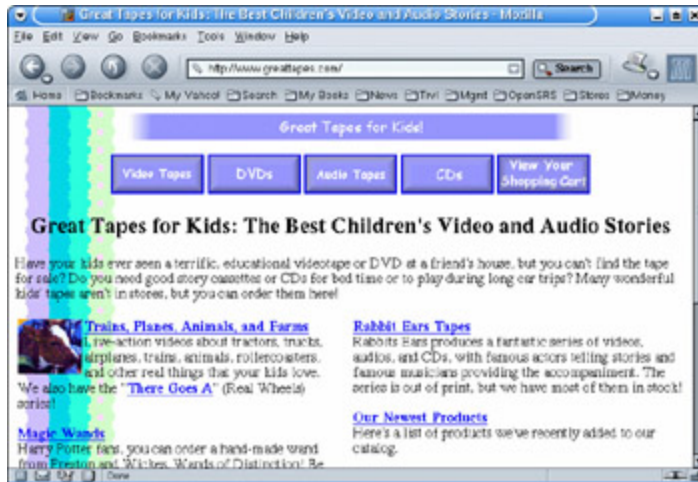 Great Tapes for Kids: The Best Children's Video and Audio Stories - Mozilla
File Edit View Go Bookmarks Tools Window Help
http://www.greattapes.com/ Search
Home Bookmarks My Yahoo! Search My Books News Trvl Mgmt OpenSRS Stores Money
Great Tapes for Kids!
Video Tapes DVDs Audio Tapes CDs View Your Shopping Cart
Great Tapes for Kids: The Best Children's Video and Audio Stories
Have your kids ever seen a terrific, educational videotape or DVD at a friend's house, but you can't find the tape
for sale? Do you need good story cassettes or CDs for bed time or to play during long car trips? Many wonderful
kids' tapes aren't in stores, but you can order them here!
Trains, Planes, Animals, and Farms
Live-action videos about tractors, trucks,
airplanes, trains, animals, rollercoasters,
and other real things that your kids love.
We also have the "There Goes A" (Real Wheels)
series!
Magic Wands
Harry Potter fans, you can order a hand-made wand
from Preston and Wickes, Wands of Distinction! Be
Rabbit Ears Tapes
Rabbits Ears produces a fantastic series of videos,
audios, and CDs, with famous actors telling stories and
famous musicians providing the accompaniment. The
series is out of print, but we have most of them in stock!
Our Newest Products
Here's a list of products we've recently added to our
catalog.
Done